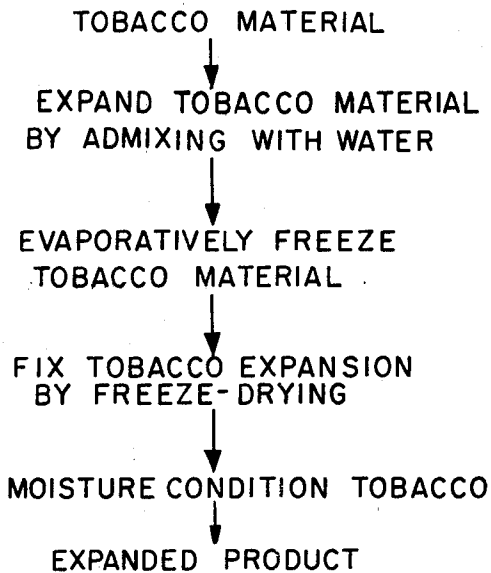 TOBACCO MATERIAL
EXPAND TOBACCO MATERIAL
BY ADMIXING WITH WATER
EVAPORATIVELY FREEZE
TOBACCO MATERIAL
FIX TOBACCO EXPANSION
BY FREEZE-DRYING
MOISTURE CONDITION TOBACCO
EXPANDED PRODUCT